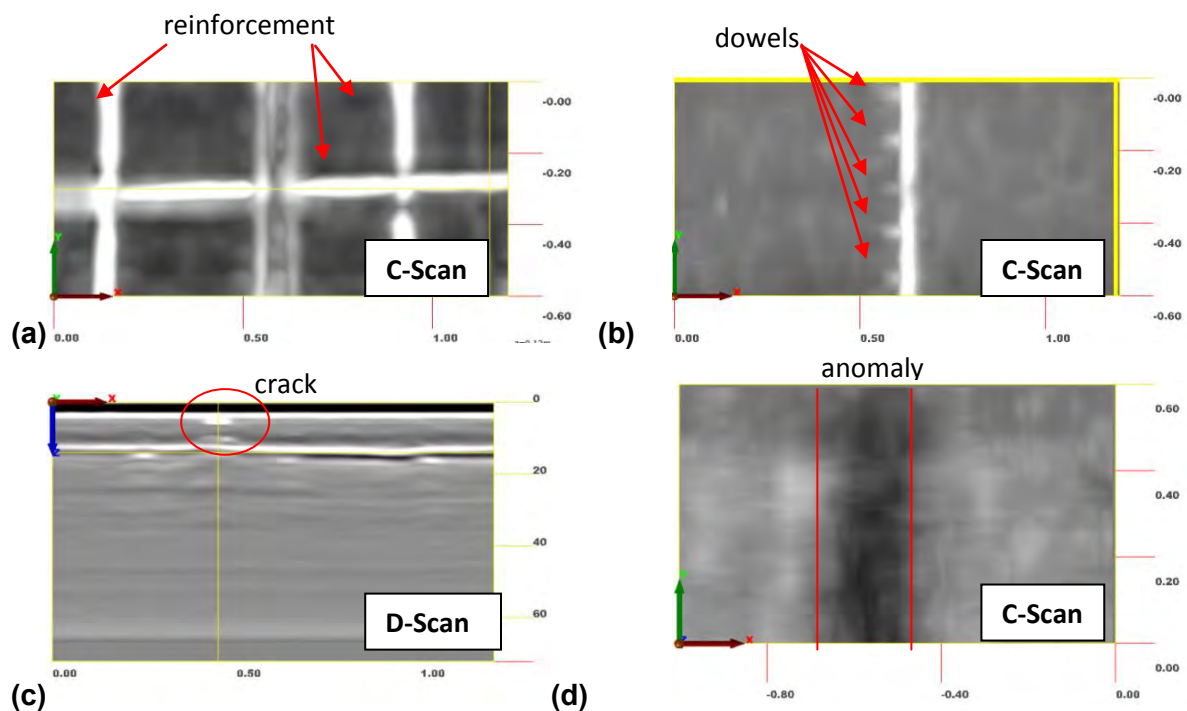 reinforcement
dowels
-0.00
-0.20
-0.40
-0.60
C-Scan
Y
X
(a)
0.00
0.50
1.00
-0.00
-0.20
-0.40
-0.60
C-Scan
Y
X
(b)
0.00
0.50
1.00
crack
X
Z
0
20
40
60
D-Scan
(c)
0.00
0.50
1.00
anomaly
0.60
0.40
0.20
0.00
C-Scan
X
(d)
-0.80
-0.40
0.00